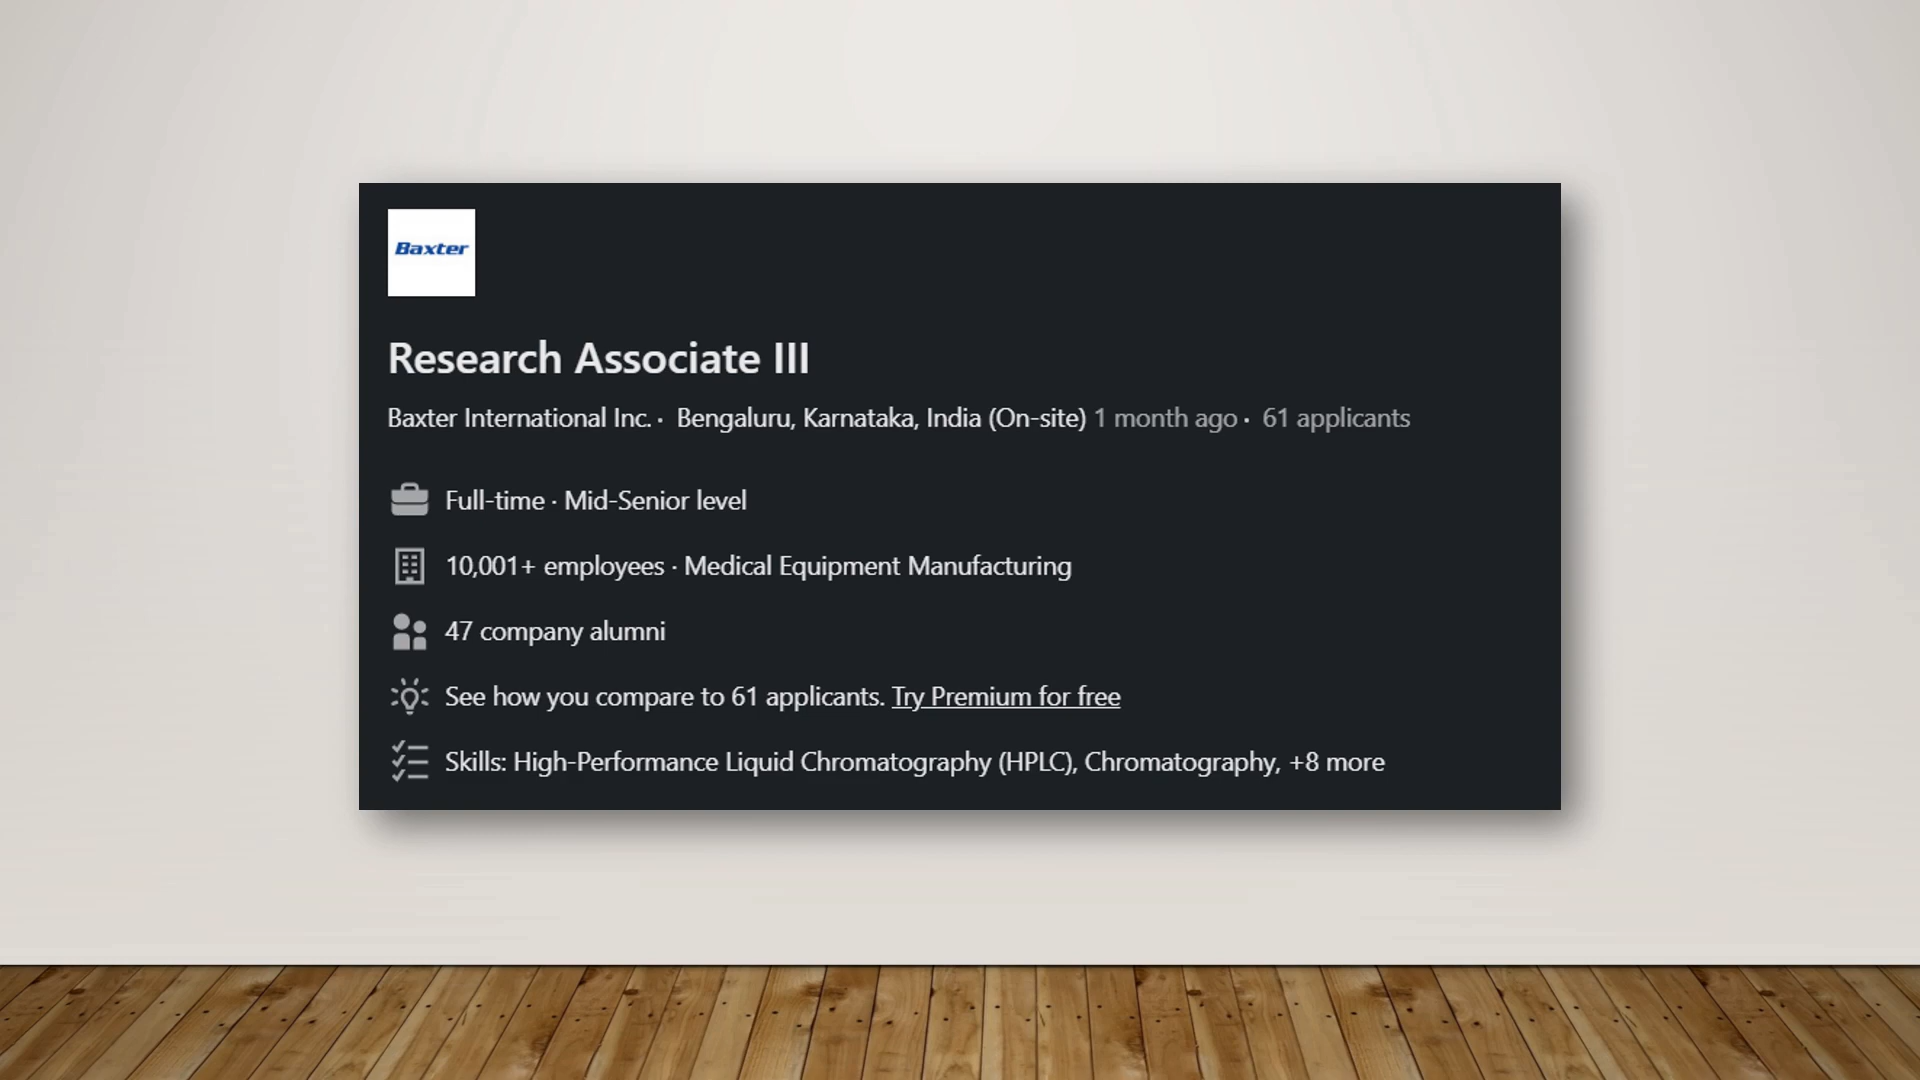 Baxter
Research Associate III
Baxter International Inc. · Bengaluru, Karnataka, India (On-site) 1 month ago · 61 applicants
Full-time · Mid-Senior level
10,001+ employees · Medical Equipment Manufacturing
47 company alumni
See how you compare to 61 applicants. Try Premium for free
Skills: High-Performance Liquid Chromatography (HPLC), Chromatography, +8 more